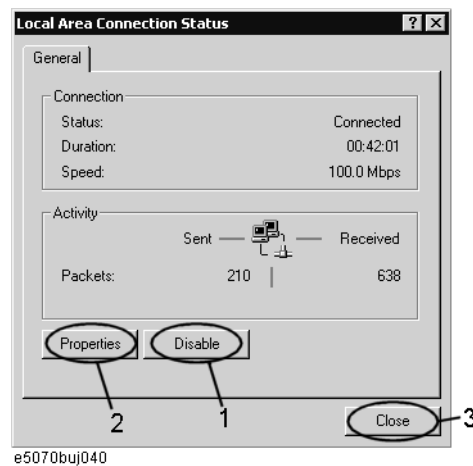 Local Area Connection Status ? X
General
Connection
Status: Connected
Duration: 00:42:01
Speed: 100.0 Mbps
Activity
Sent Received
Packets: 210 638
Properties Disable
2 1
Close 3
e5070buj040